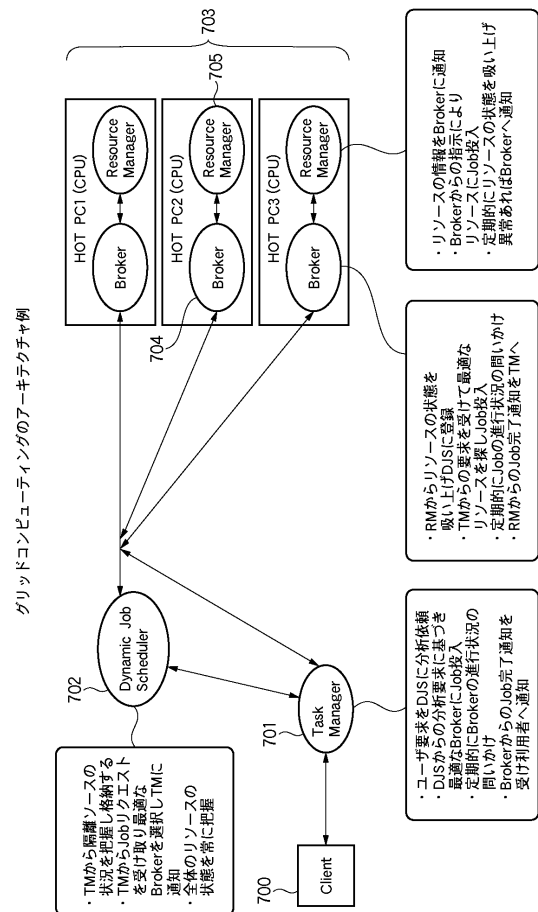 グリッドコンピューティングのアーキテクチャ例
・TMから隔離ソースの
状況を把握し格納する
・TMからJobリクエスト
を受け取り最適な
Brokerを選択しTMに
通知
・全体のリソースの
状態を常に把握
702
Dynamic Job
Scheduler
700
Client
701
Task
Manager
・ユーザ要求をDJSに分析依頼
・DJSからの分析要求に基づき
最適なBrokerにJob投入
・定期的にBrokerの進行状況の
問いかけ
・BrokerからのJob完了通知を
受け利用者へ通知
703
HOT PC1 (CPU)
Broker
Resource
Manager
705
HOT PC2 (CPU)
704
Broker
Resource
Manager
HOT PC3 (CPU)
Broker
Resource
Manager
・RMからリソースの状態を
吸い上げDJSに登録
・TMからの要求を受けて最適な
リソースを探しJob投入
・定期的にJobの進行状況の問いかけ
・RMからのJob完了通知をTMへ
・リソースの情報をBrokerに通知
・Brokerからの指示により
リソースにJob投入
・定期的にリソースの状態を吸い上げ
異常あればBrokerへ通知